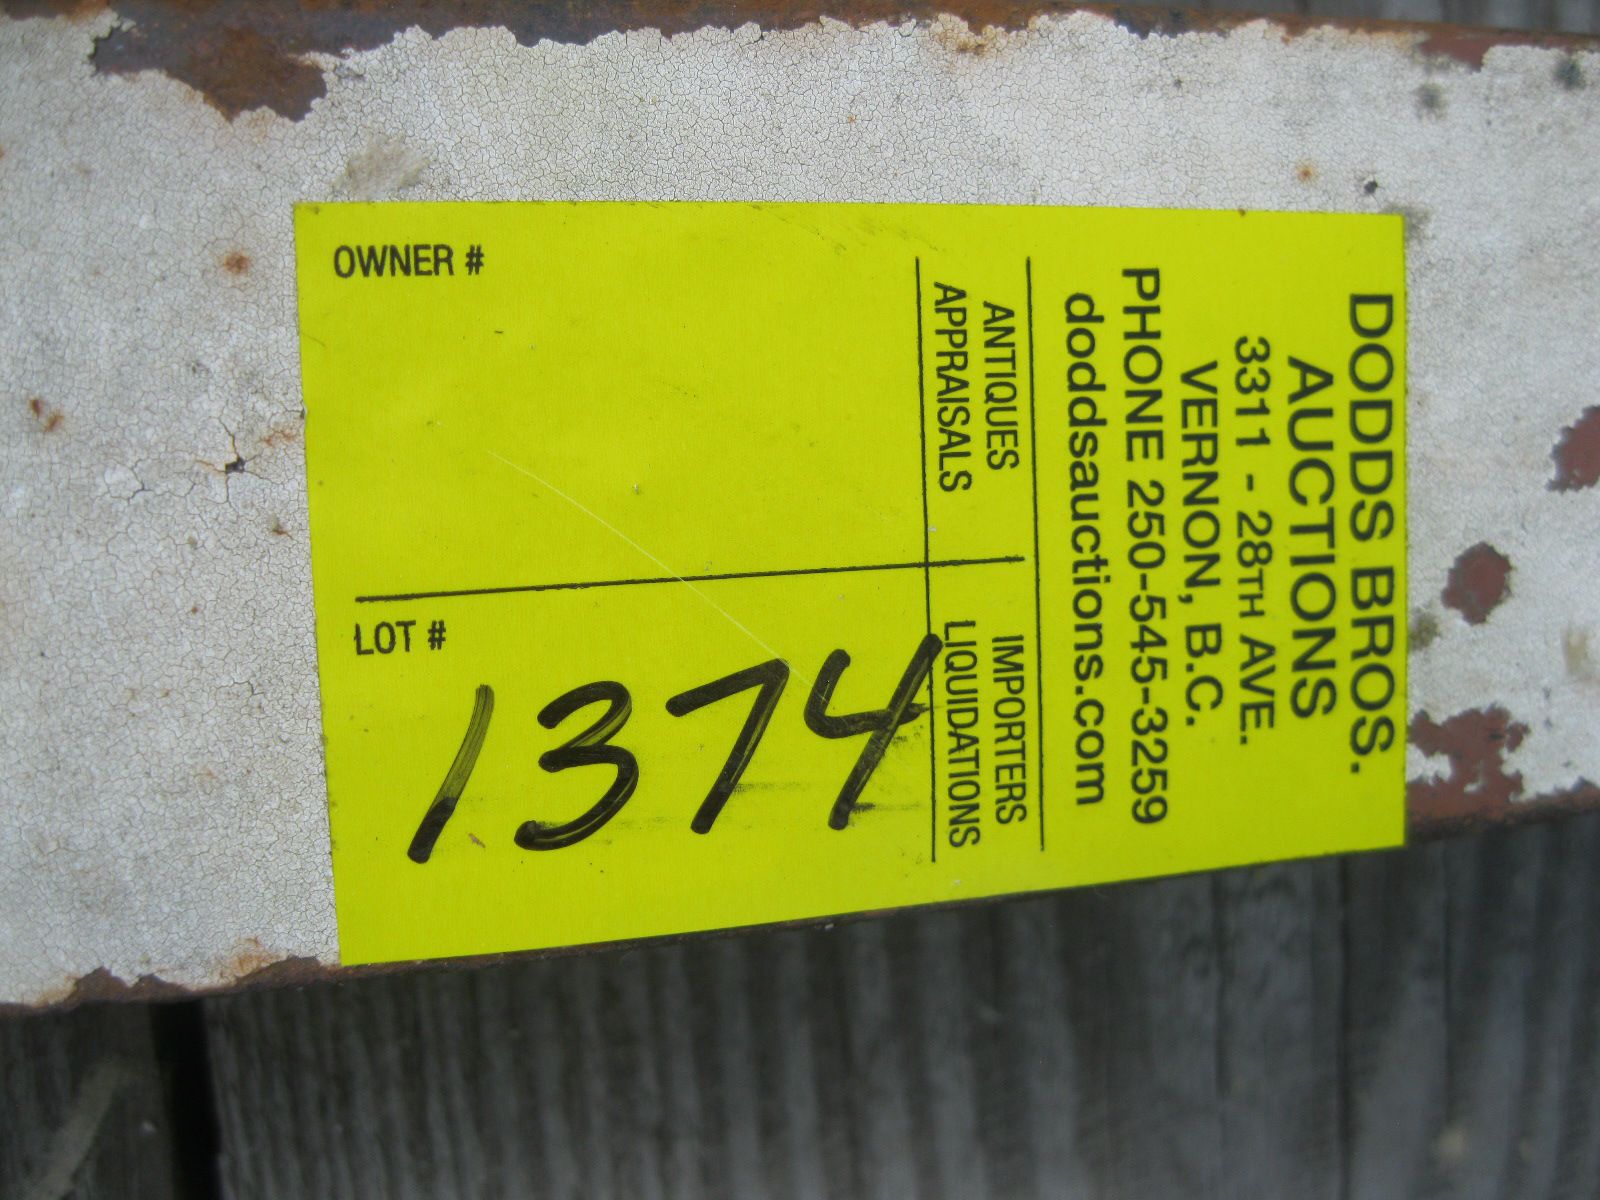 DODDS BROS.
AUCTIONS
3311 - 28TH AVE.
VERNON, B.C.
PHONE 250-545-3259
doddsauctions.com
ANTIQUES
APPRAISALS
IMPORTERS
LIQUIDATIONS
OWNER #
LOT #
1374